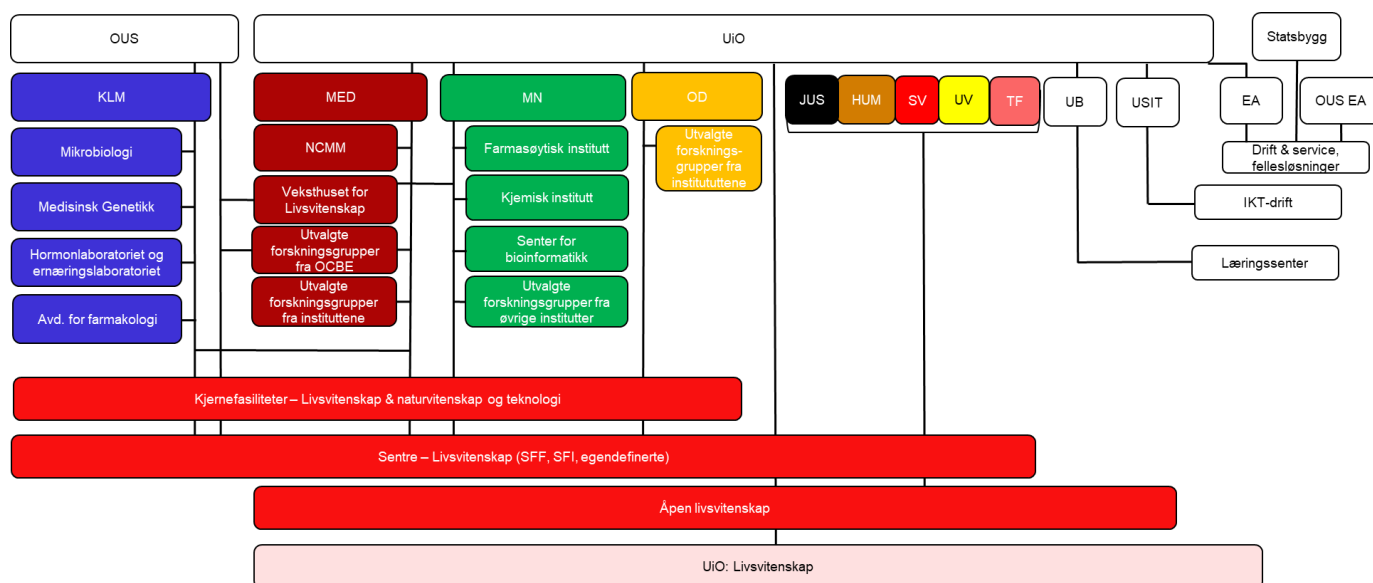 OUS
UiO
Statsbygg
KLM
MED
MN
OD
JUS
HUM
SV
UV
TF
UB
USIT
EA
OUS EA
Mikrobiologi
Medisinsk Genetikk
Hormonlaboratoriet og
ernæringslaboratoriet
Avd. for farmakologi
NCMM
Veksthuset for
Livsvitenskap
Utvalgte
forskningsgrupper
fra OCBE
Utvalgte
forskningsgrupper
fra instituttene
Farmasøytisk institutt
Kjemisk institutt
Senter for
bioinformatikk
Utvalgte
forskningsgrupper fra
øvrige institutter
Utvalgte
forsknings-
grupper fra
institututtene
Drift & service,
fellesløsninger
IKT-drift
Læringssenter
Kjernefasiliteter – Livsvitenskap & naturvitenskap og teknologi
Sentre – Livsvitenskap (SFF, SFI, egendefinerte)
Åpen livsvitenskap
UiO: Livsvitenskap